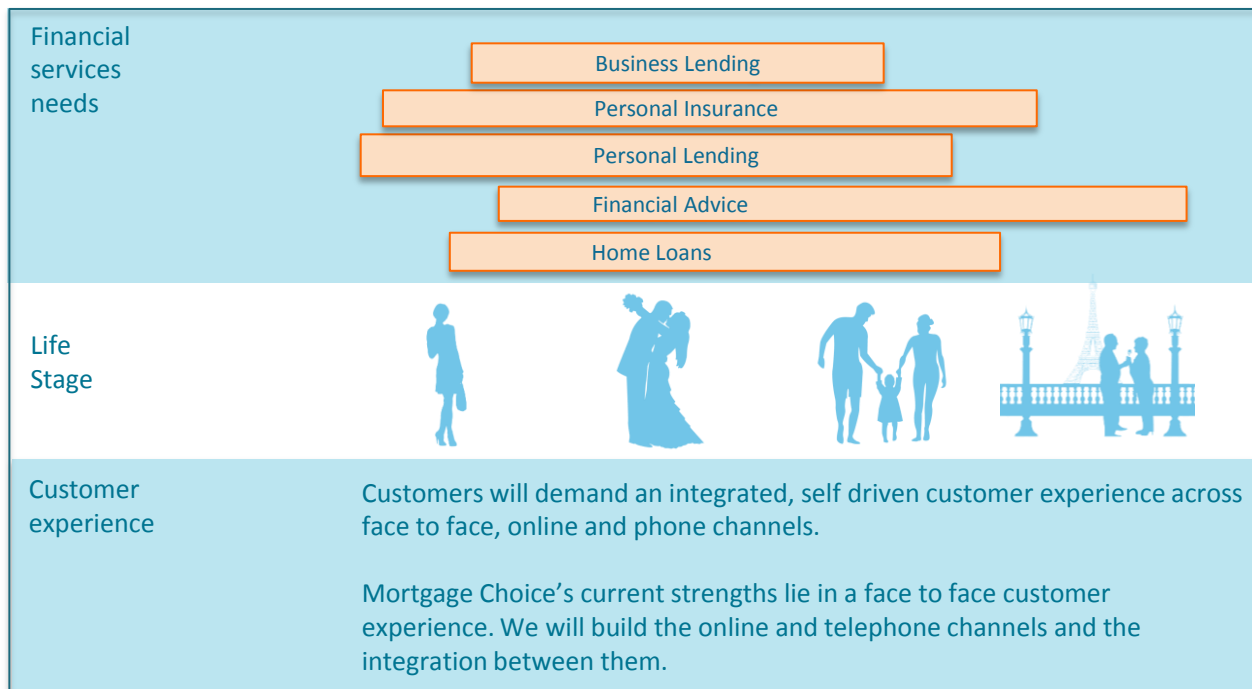 Financial
services
needs
Business Lending
Personal Insurance
Personal Lending
Financial Advice
Home Loans
Life
Stage
Customer
experience
Customers will demand an integrated, self driven customer experience across
face to face, online and phone channels.
Mortgage Choice’s current strengths lie in a face to face customer
experience. We will build the online and telephone channels and the
integration between them.